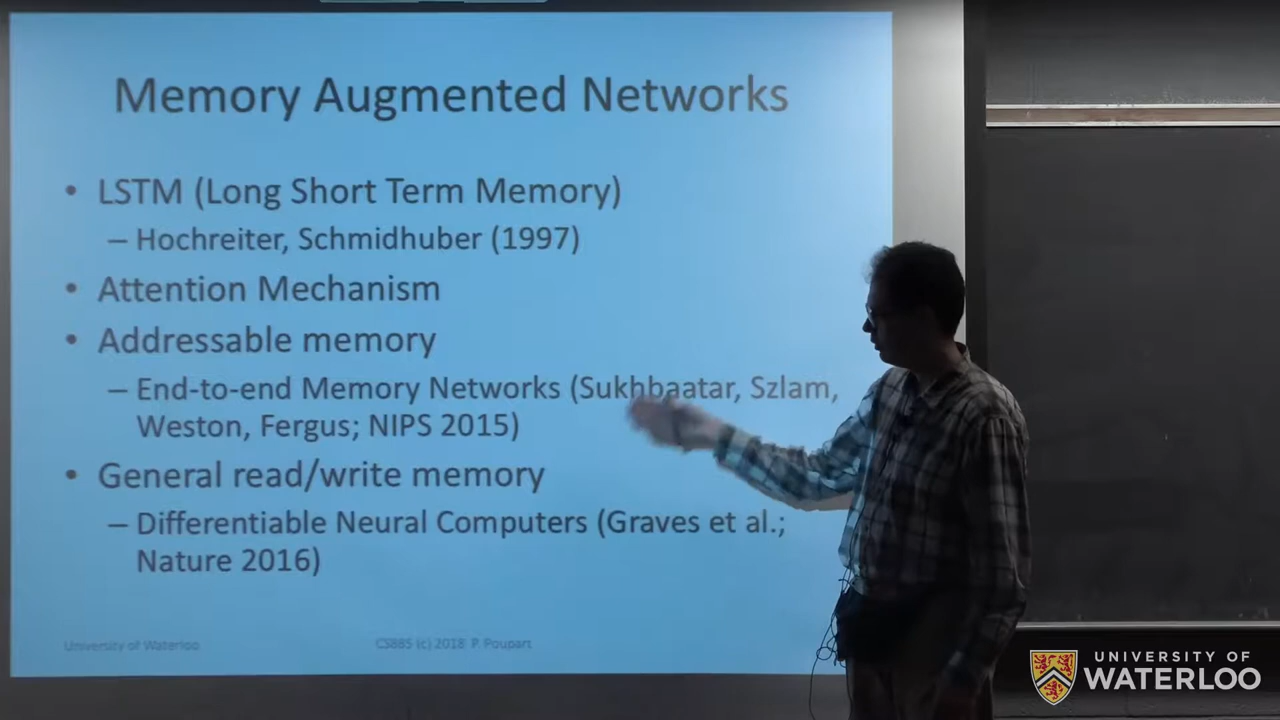 Memory Augmented Networks
• LSTM (Long Short Term Memory)
– Hochreiter, Schmidhuber (1997)
• Attention Mechanism
• Addressable memory
– End-to-end Memory Networks (Sukhbaatar, Szlam,
Weston, Fergus; NIPS 2015)
• General read/write memory
– Differentiable Neural Computers (Graves et al.;
Nature 2016)
University of Waterloo
CS885 (c) 2018 P. Poupart
UNIVERSITY OF
WATERLOO